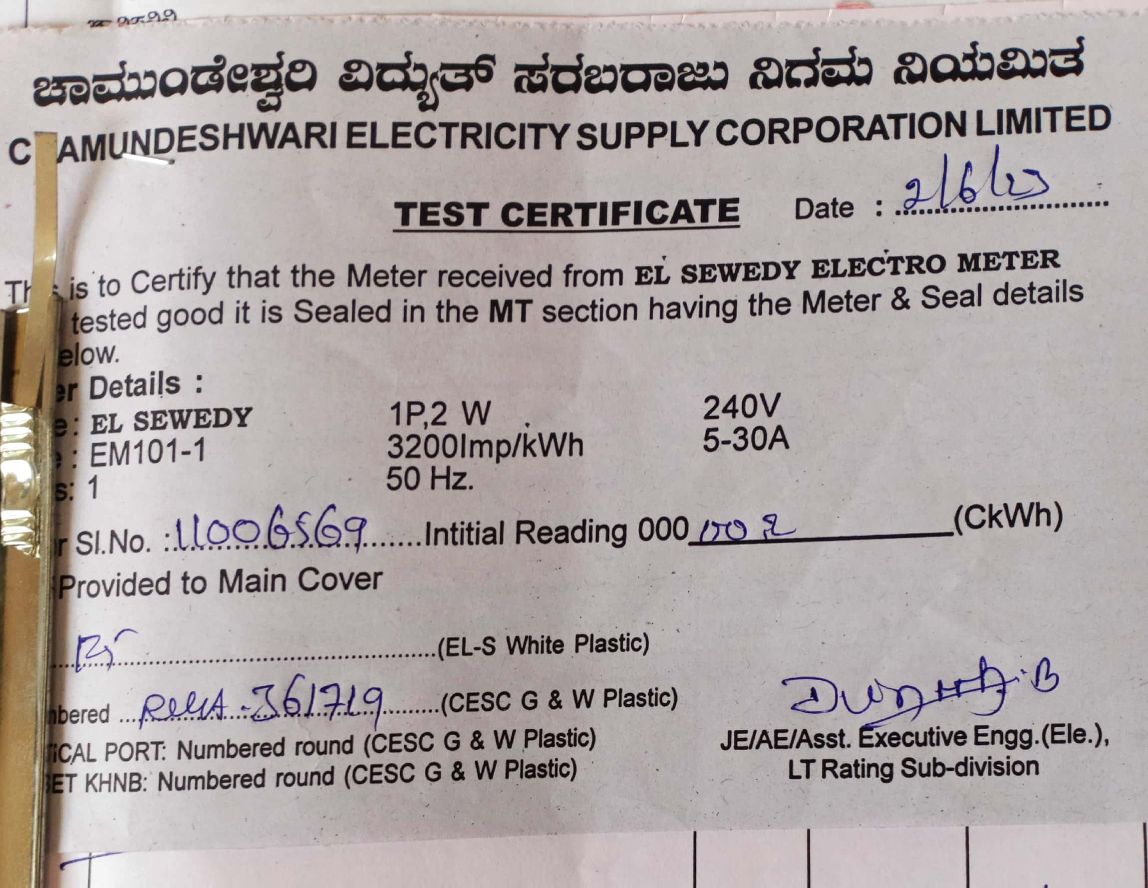 ಚಾಮುಂಡೇಶ್ವರಿ ವಿದ್ಯುತ್ ಸರಬರಾಜು ನಿಗಮ ನಿಯಮಿತ
C AMUNDESHWARI ELECTRICITY SUPPLY CORPORATION LIMITED
TEST CERTIFICATE Date : 2/6/23
is to Certify that the Meter received from EL SEWEDY ELECTRO METER
tested good it is Sealed in the MT section having the Meter & Seal details
elow.
er Details :
e: EL SEWEDY 1P,2 W 240V
: EM101-1 3200Imp/kWh 5-30A
s: 1 50 Hz.
r Sl.No. : 11006569 Intitial Reading 000 002 (CkWh)
Provided to Main Cover
(EL-S White Plastic)
nbered -361719 (CESC G & W Plastic)
ICAL PORT: Numbered round (CESC G & W Plastic)
ET KHNB: Numbered round (CESC G & W Plastic)
JE/AE/Asst. Executive Engg.(Ele.),
LT Rating Sub-division